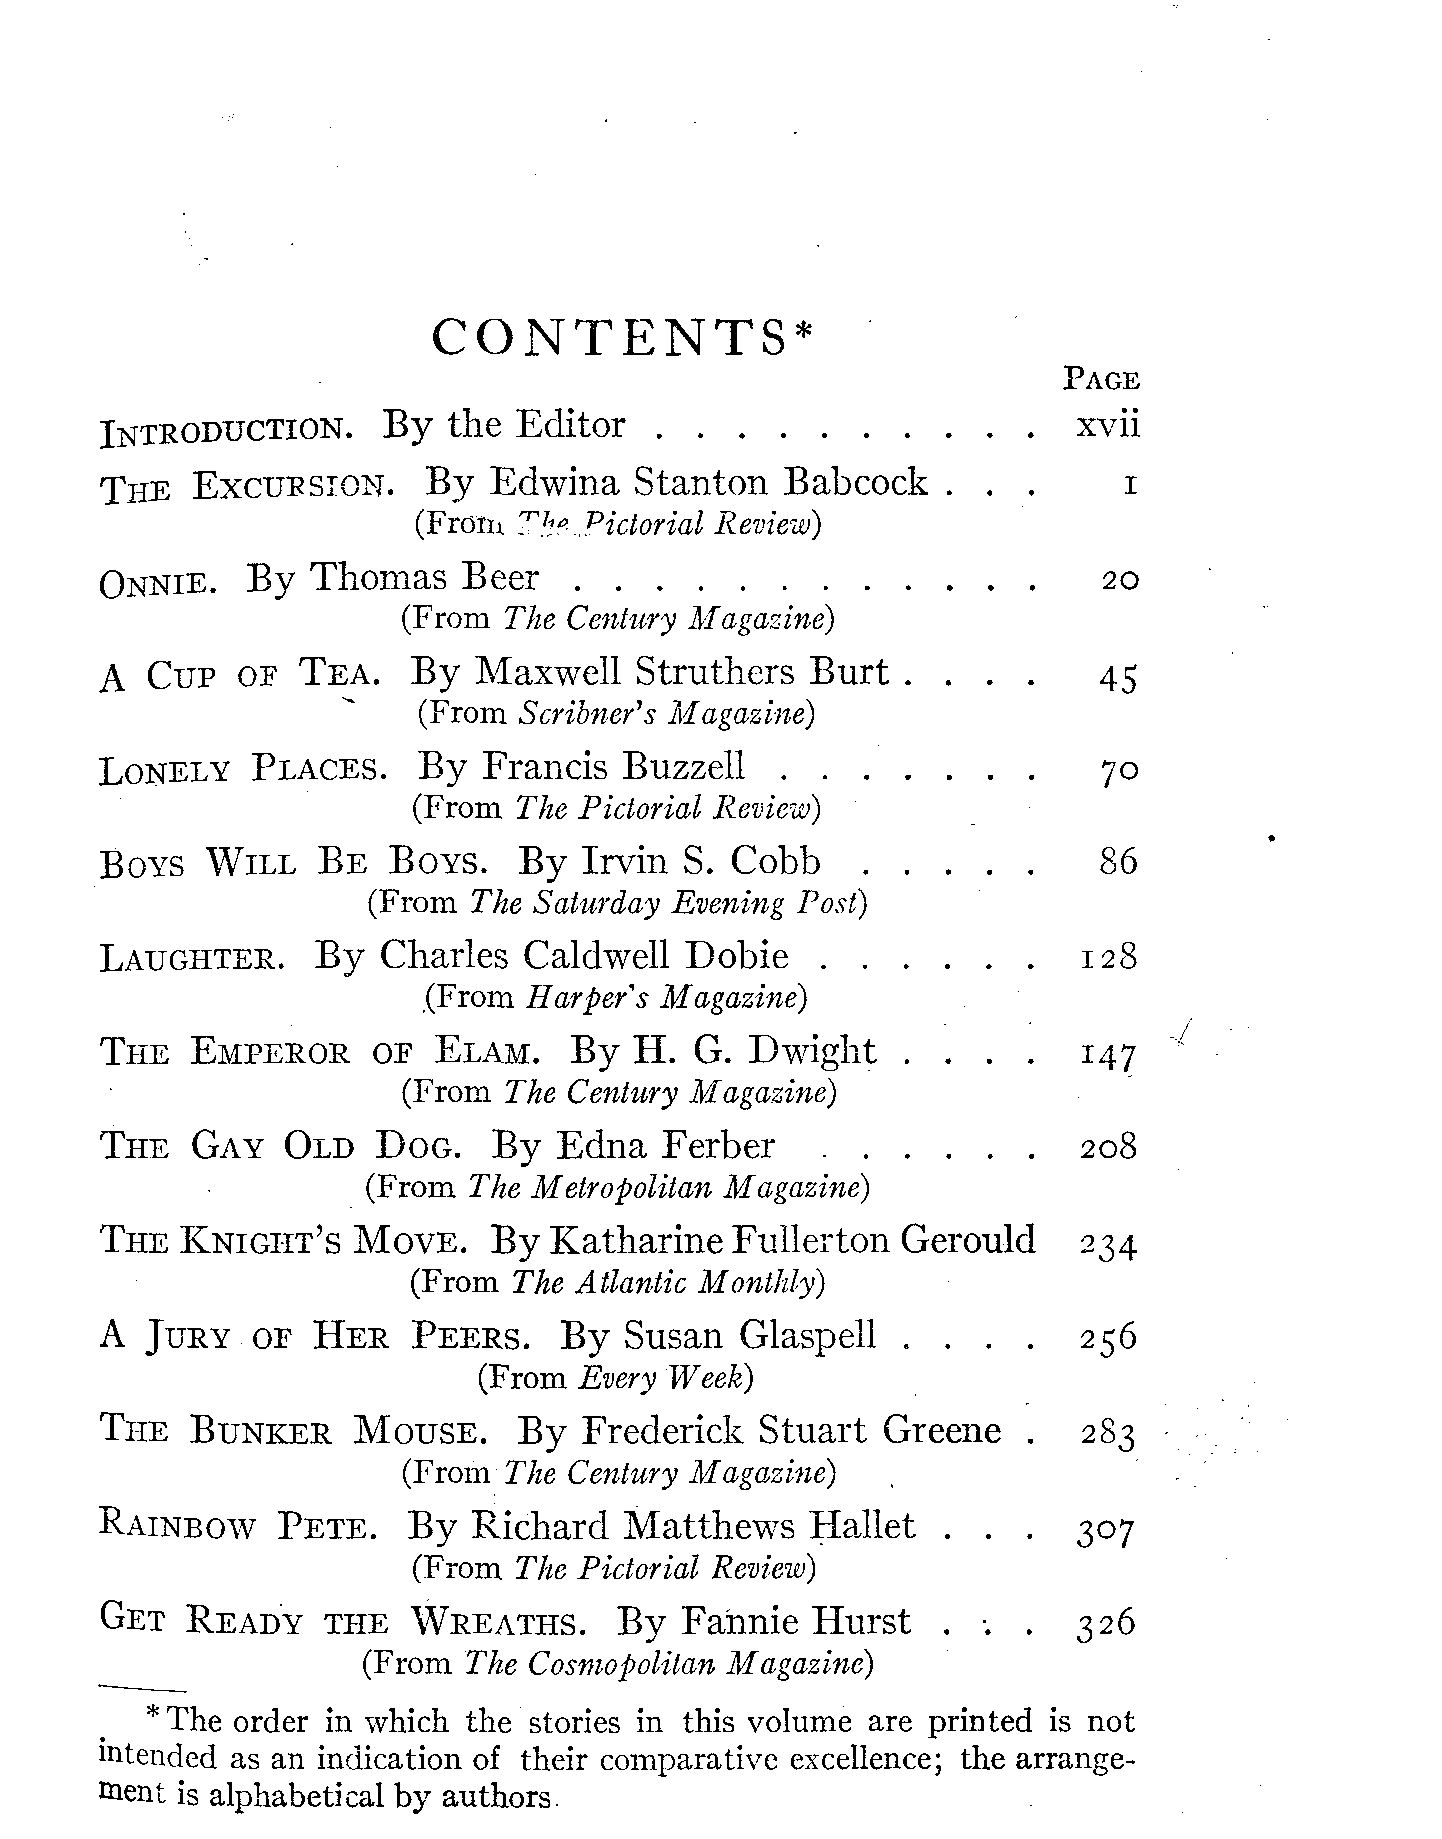 CONTENTS*
PAGE
INTRODUCTION. By the Editor . . . . . . . . . . xvii
THE EXCURSION. By Edwina Stanton Babcock . . . 1
(From The Pictorial Review)
ONNIE. By Thomas Beer . . . . . . . . . . . . 20
(From The Century Magazine)
A CUP OF TEA. By Maxwell Struthers Burt . . . . 45
(From Scribner's Magazine)
LONELY PLACES. By Francis Buzzell . . . . . . . 70
(From The Pictorial Review)
BOYS WILL BE BOYS. By Irvin S. Cobb . . . . . 86
(From The Saturday Evening Post)
LAUGHTER. By Charles Caldwell Dobie . . . . . . 128
(From Harper's Magazine)
THE EMPEROR OF ELAM. By H. G. Dwight . . . . 147
(From The Century Magazine)
THE GAY OLD DOG. By Edna Ferber . . . . . . 208
(From The Metropolitan Magazine)
THE KNIGHT'S MOVE. By Katharine Fullerton Gerould 234
(From The Atlantic Monthly)
A JURY OF HER PEERS. By Susan Glaspell . . . . 256
(From Every Week)
THE BUNKER MOUSE. By Frederick Stuart Greene . 283
(From The Century Magazine)
RAINBOW PETE. By Richard Matthews Hallet . . . 307
(From The Pictorial Review)
GET READY THE WREATHS. By Fannie Hurst . . . 326
(From The Cosmopolitan Magazine)
*The order in which the stories in this volume are printed is not
intended as an indication of their comparative excellence; the arrange-
ment is alphabetical by authors.